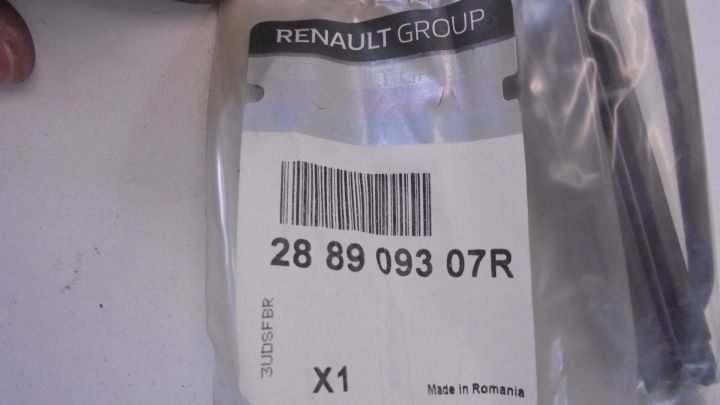 RENAULT GROUP
28 89 093 07R
3UDSFBR
X1
Made in Romania